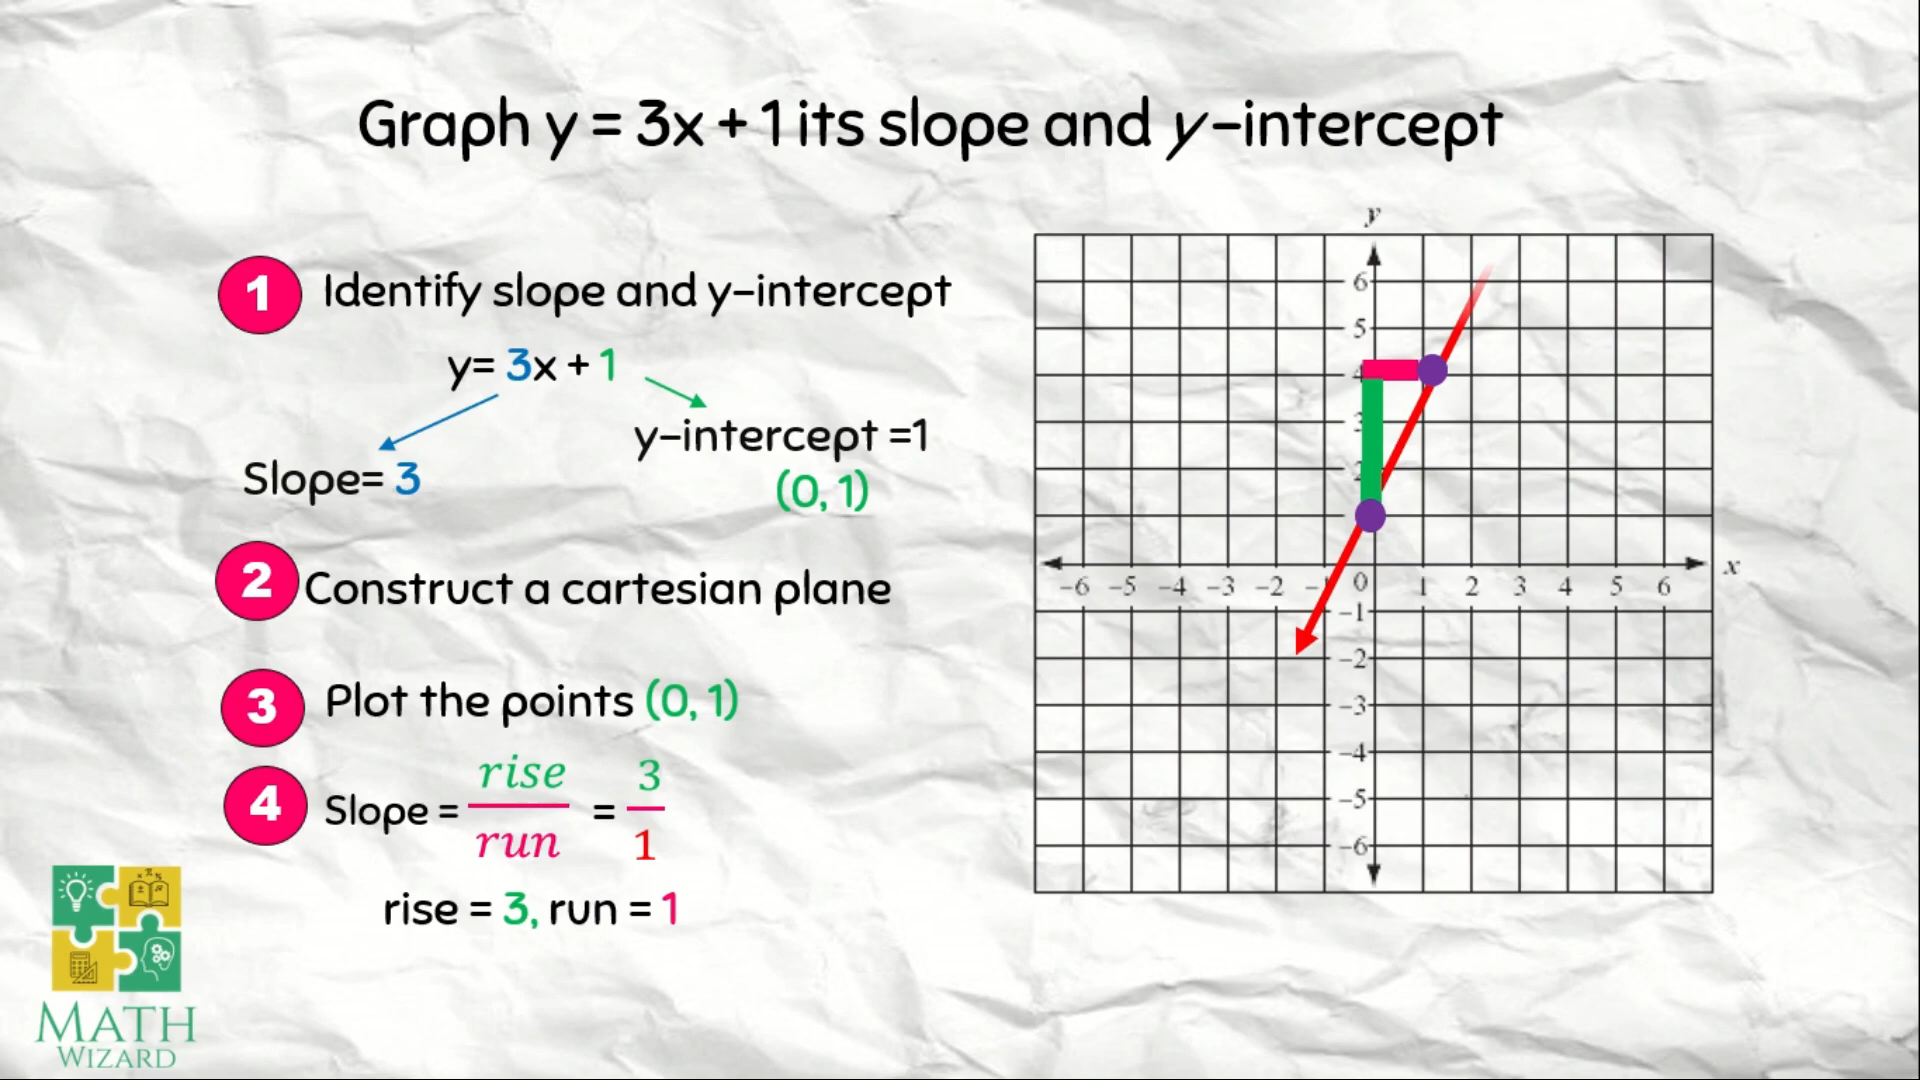 Graph y = 3x + 1 its slope and y-intercept
1 Identify slope and y-intercept
y= 3x + 1
Slope= 3
y-intercept =1
(0, 1)
2 Construct a cartesian plane
3 Plot the points (0, 1)
4 Slope = rise/run = 3/1
rise = 3, run = 1
MATH
WIZARD
y
6
5
4
3
2
-6 -5 -4 -3 -2 0 1 2 3 4 5 6 x
-1
-2
-3
-4
-5
-6